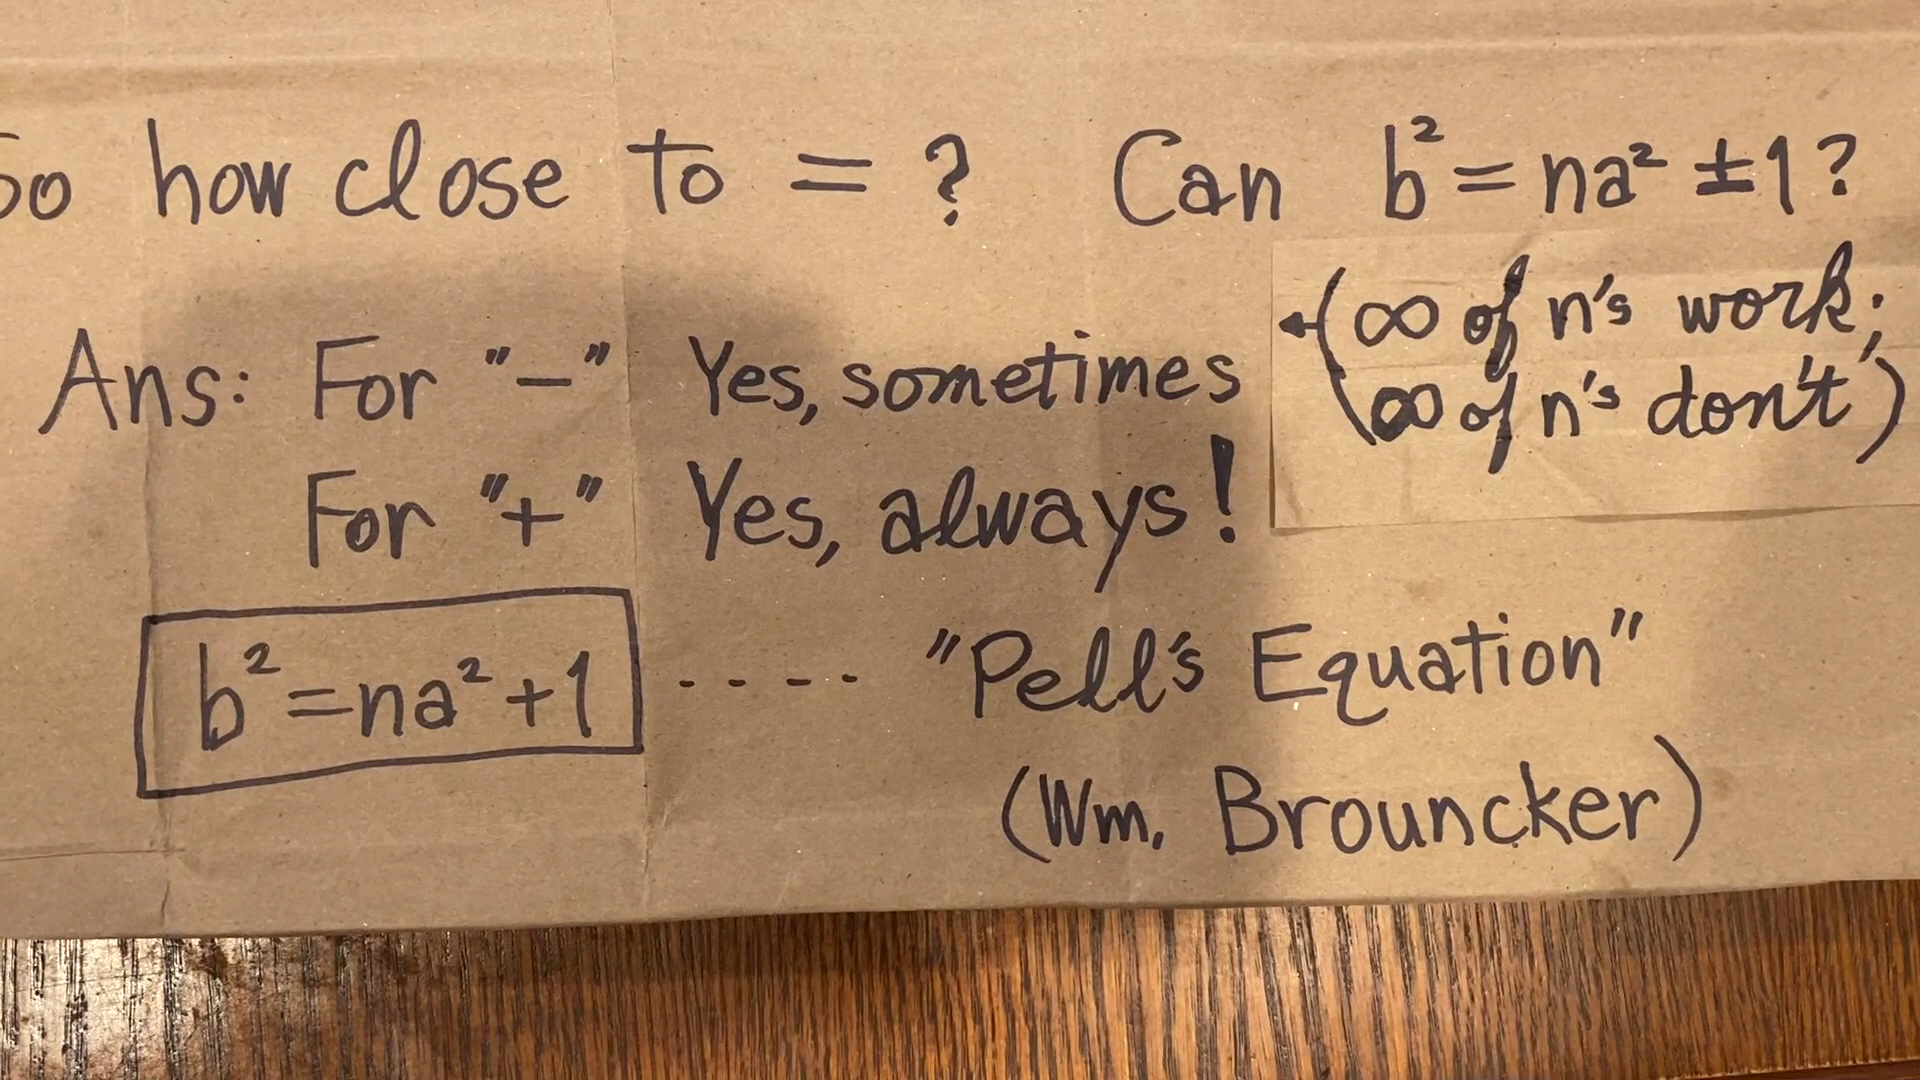 So how close to = ? Can b² = na² ±1?
Ans: For "−" Yes, sometimes
(∞ of n's work;
∞ of n's don't)
For "+" Yes, always!
b² = na² + 1 - - - - "Pell's Equation"
(Wm. Brouncker)